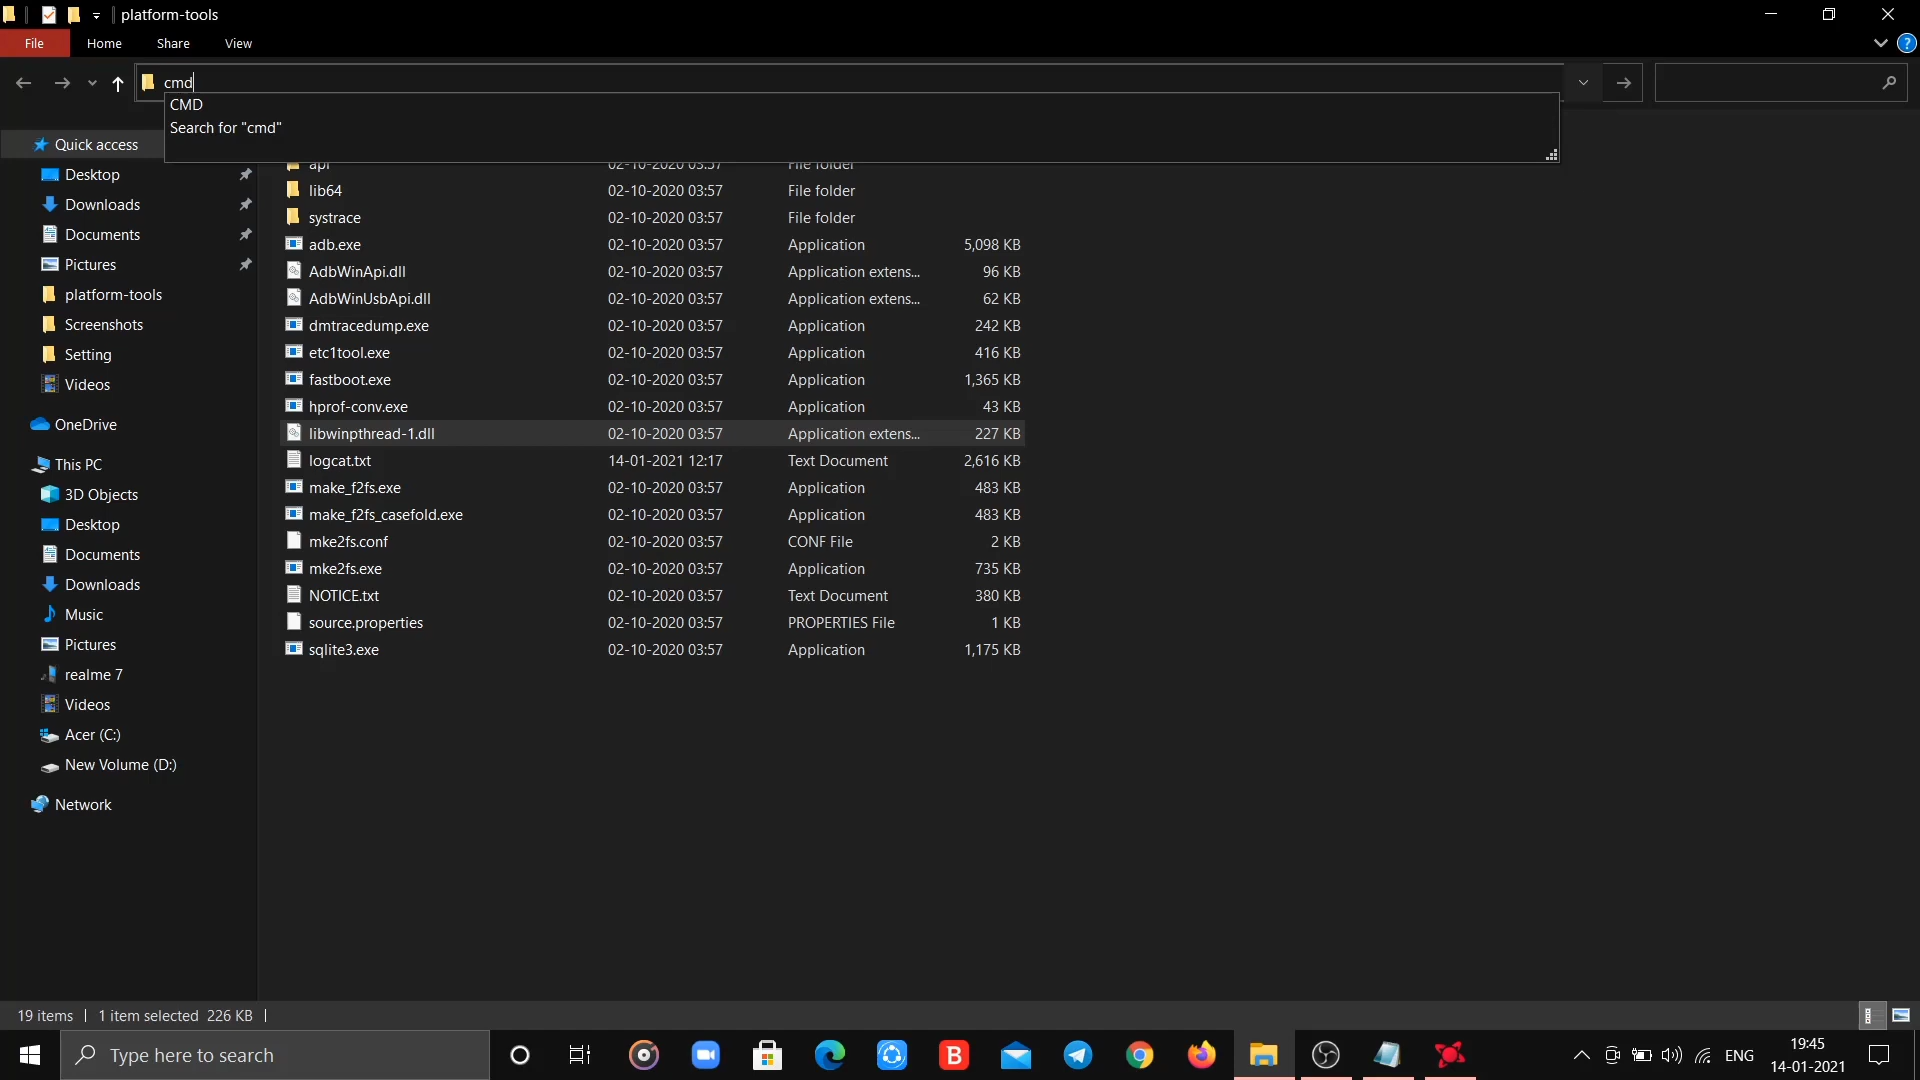 platform-tools
File Home Share View
cmd
CMD
Search for "cmd"
Quick access
Desktop
Downloads
Documents
Pictures
platform-tools
Screenshots
Setting
Videos
OneDrive
This PC
3D Objects
Desktop
Documents
Downloads
Music
Pictures
realme 7
Videos
Acer (C:)
New Volume (D:)
Network
api 02-10-2020 03:57 File folder
lib64 02-10-2020 03:57 File folder
systrace 02-10-2020 03:57 File folder
adb.exe 02-10-2020 03:57 Application 5,098 KB
AdbWinApi.dll 02-10-2020 03:57 Application extens... 96 KB
AdbWinUsbApi.dll 02-10-2020 03:57 Application extens... 62 KB
dmtracedump.exe 02-10-2020 03:57 Application 242 KB
etc1tool.exe 02-10-2020 03:57 Application 416 KB
fastboot.exe 02-10-2020 03:57 Application 1,365 KB
hprof-conv.exe 02-10-2020 03:57 Application 43 KB
libwinpthread-1.dll 02-10-2020 03:57 Application extens... 227 KB
logcat.txt 14-01-2021 12:17 Text Document 2,616 KB
make_f2fs.exe 02-10-2020 03:57 Application 483 KB
make_f2fs_casefold.exe 02-10-2020 03:57 Application 483 KB
mke2fs.conf 02-10-2020 03:57 CONF File 2 KB
mke2fs.exe 02-10-2020 03:57 Application 735 KB
NOTICE.txt 02-10-2020 03:57 Text Document 380 KB
source.properties 02-10-2020 03:57 PROPERTIES File 1 KB
sqlite3.exe 02-10-2020 03:57 Application 1,175 KB
19 items 1 item selected 226 KB
Type here to search
B
ENG
19:45
14-01-2021